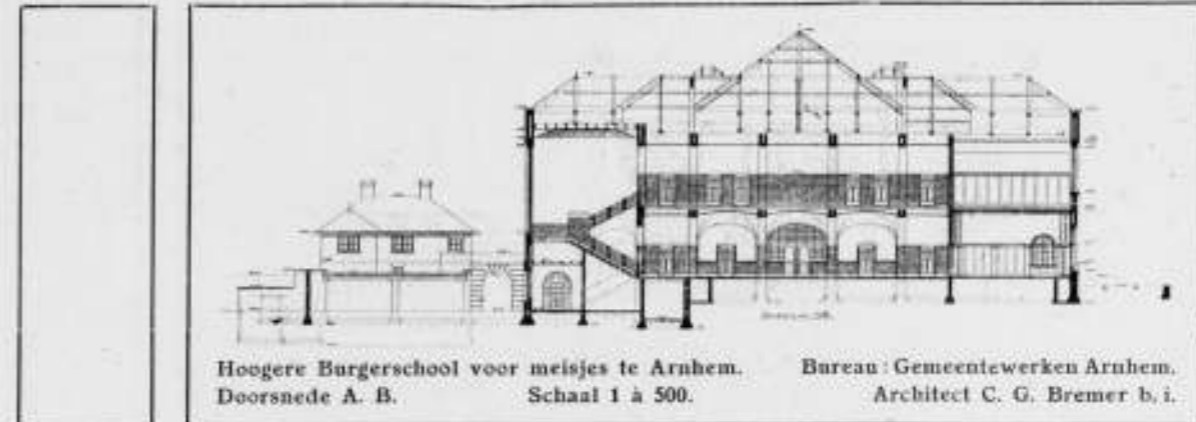 Hoogere Burgerschool voor meisjes te Arnhem. Bureau: Gemeentewerken Arnhem.
Doorsnede A. B. Schaal 1 à 500. Architect C. G. Bremer b. i.